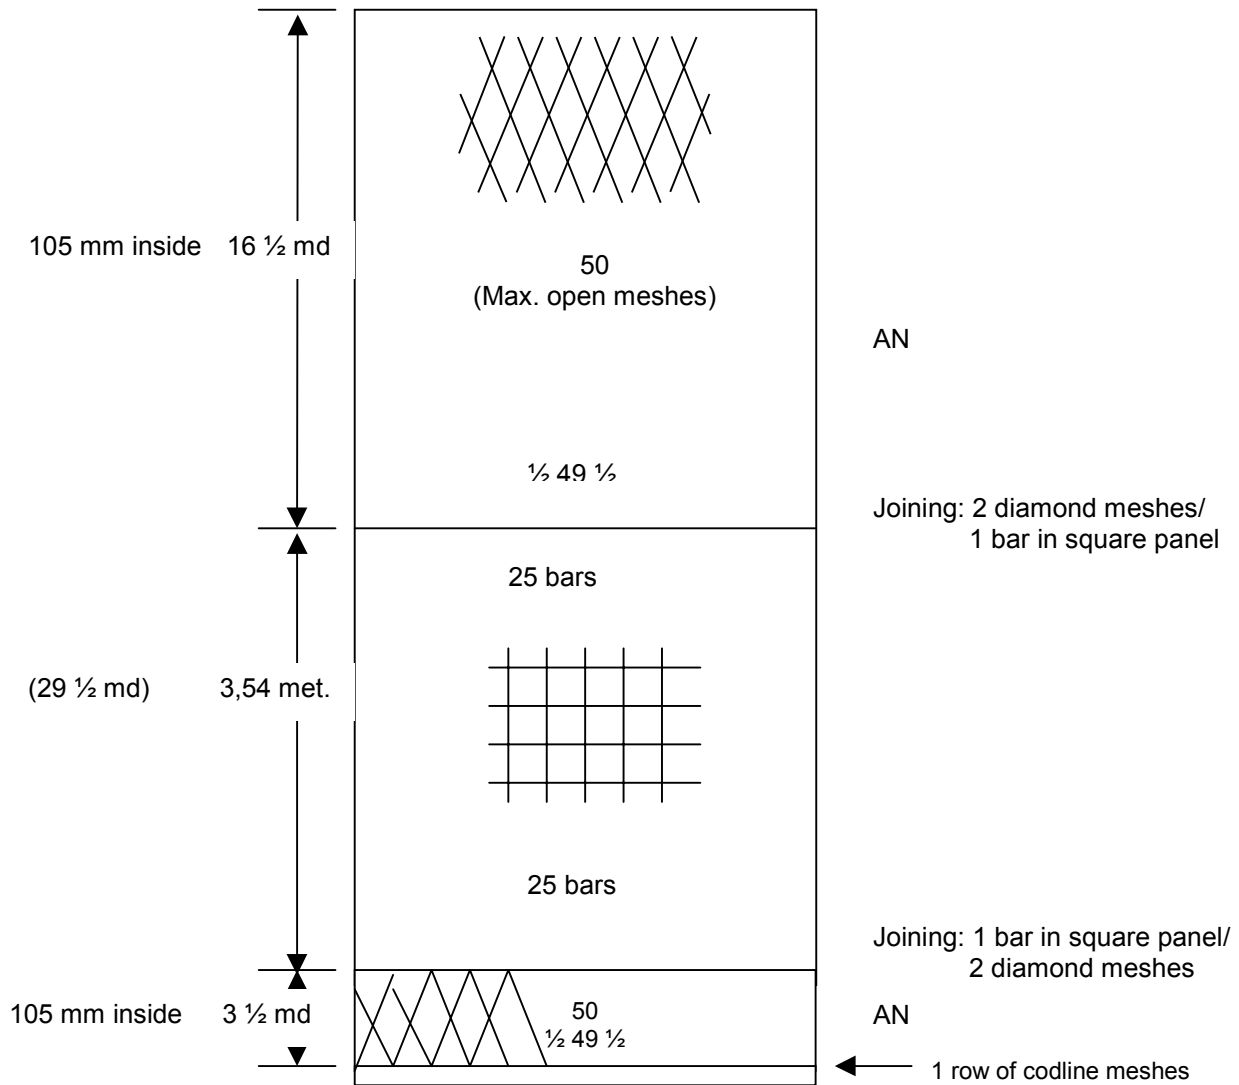 105 mm inside 16 ½ md
50
(Max. open meshes)
AN
½ 49 ½
Joining: 2 diamond meshes/
1 bar in square panel
25 bars
(29 ½ md) 3,54 met.
25 bars
Joining: 1 bar in square panel/
2 diamond meshes
105 mm inside 3 ½ md
50
½ 49 ½
AN
1 row of codline meshes